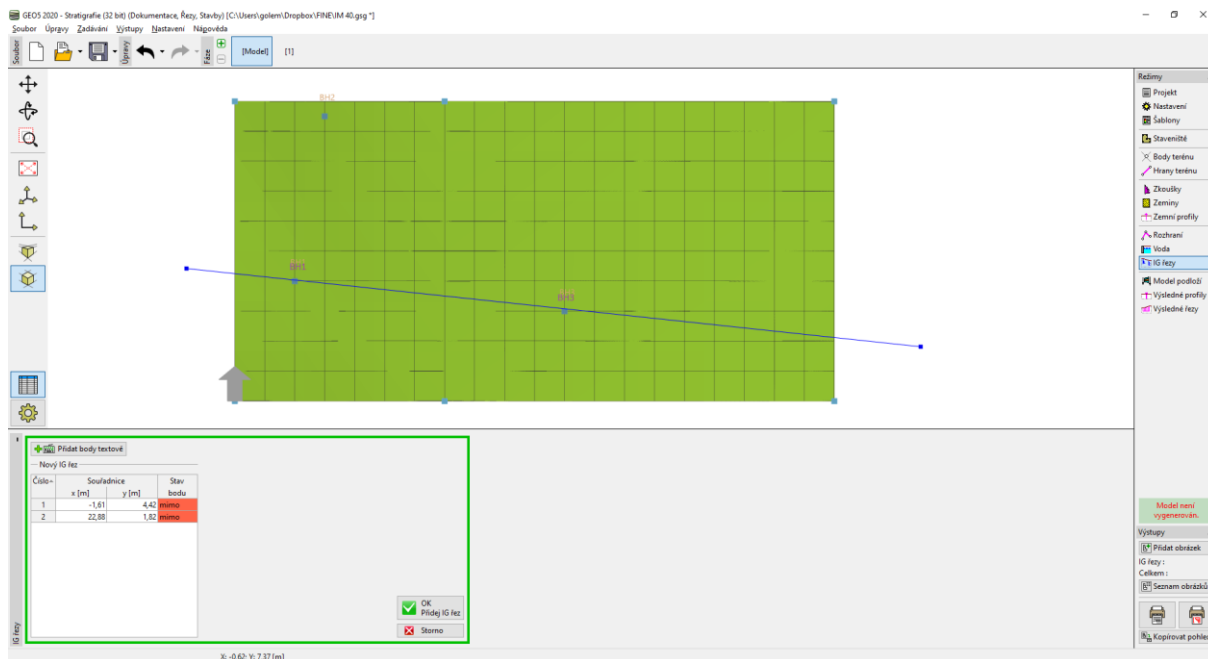 GEO5 2020 - Stratigrafie (32 bit) (Dokumentace, Řezy, Stavby) [C:\Users\golem\Dropbox\FINE\IM 40.gsg *]
Soubor Úpravy Zadávání Výstupy Nastavení Nápověda
Soubor
Úpravy
Fáze
[Model] [1]
BH2
BH1
BH3
Režimy
Projekt
Nastavení
Šablony
Staveniště
Body terénu
Hrany terénu
Zkoušky
Zeminy
Zemní profily
Rozhraní
Voda
IG řezy
Model podloží
Výsledné profily
Výsledné řezy
Model není
vygenerován.
Výstupy
Přidat obrázek
IG řezy :
Celkem :
Seznam obrázků
Kopírovat pohled
IG řezy
Přidat body textově
Nový IG řez
Číslo Souřadnice Stav
x [m] y [m] bodu
1 -1,61 4,42 mimo
2 22,88 1,82 mimo
OK
Přidej IG řez
Storno
X: -0,62; Y: 7,37 [m]